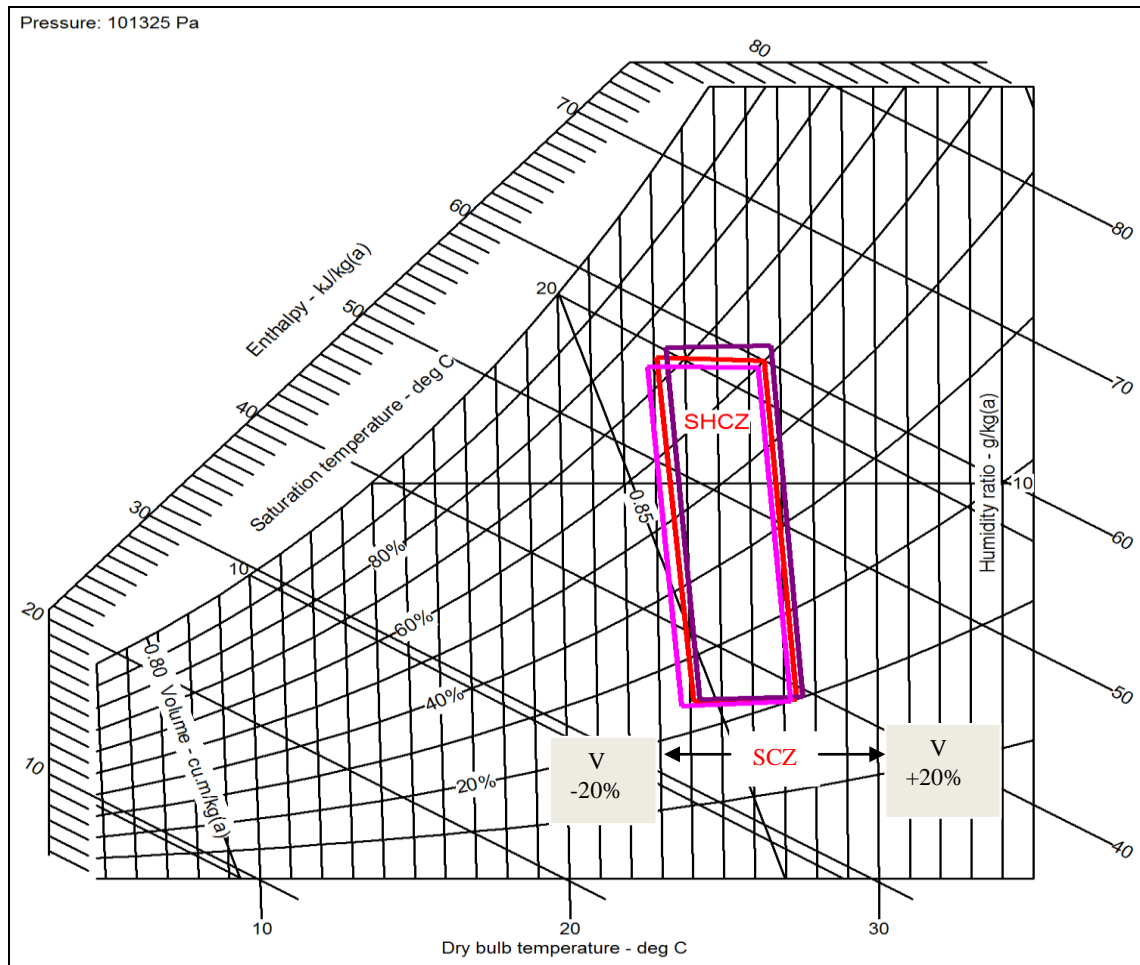 Pressure: 101325 Pa
80
70
60
50
40
30
20
10
Enthalpy - kJ/kg(a)
Saturation temperature - deg C
20
10
SHCZ
0.85
10
Humidity ratio - g/kg(a)
80
70
60
50
40
80%
60%
40%
20%
0.80 Volume - cu.m/kg(a)
V
-20%
SCZ
V
+20%
10
20
30
Dry bulb temperature - deg C